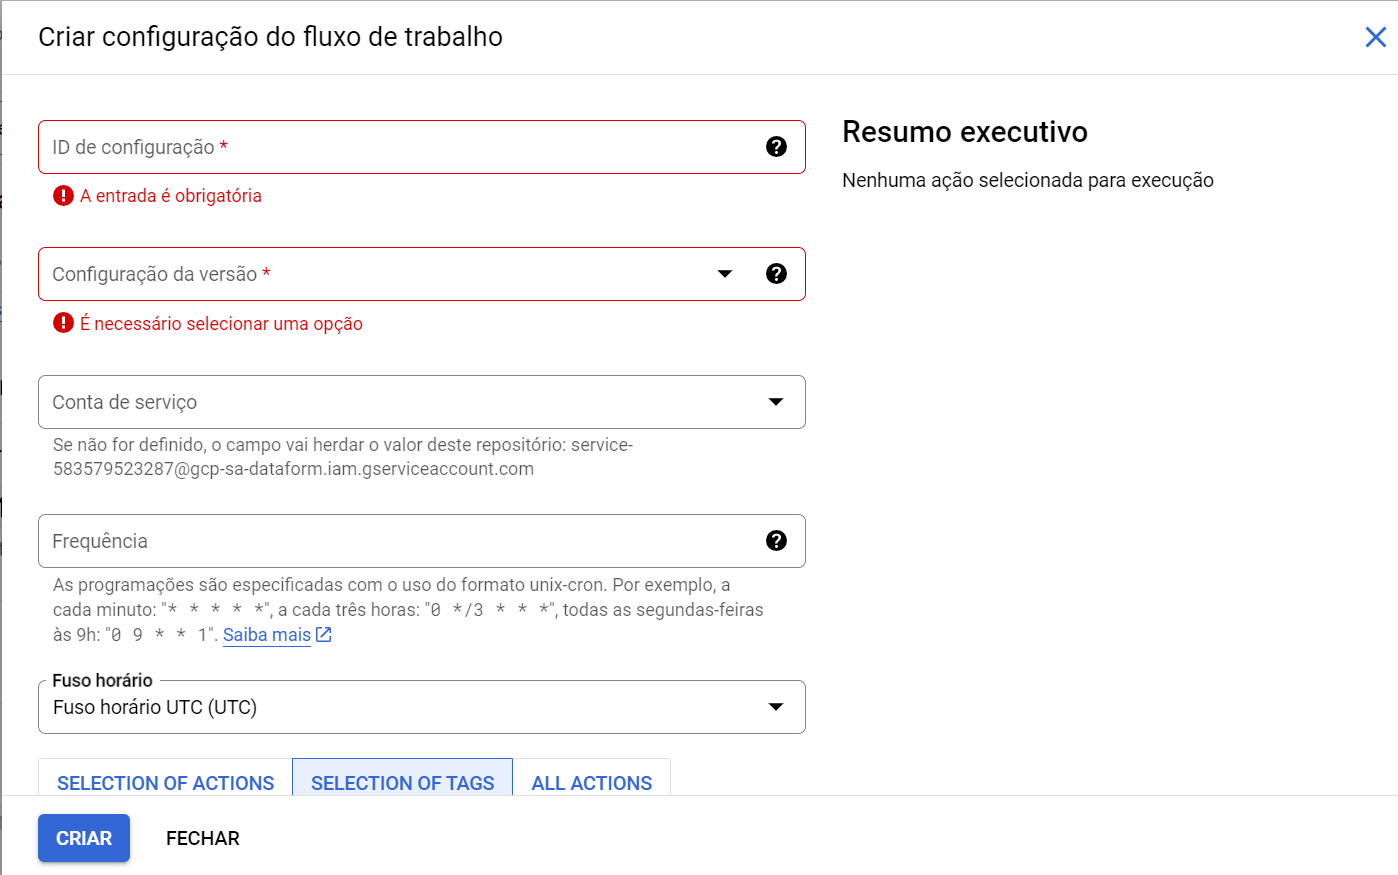 Criar configuração do fluxo de trabalho
ID de configuração *
A entrada é obrigatória
Configuração da versão *
É necessário selecionar uma opção
Conta de serviço
Se não for definido, o campo vai herdar o valor deste repositório: service-
583579523287@gcp-sa-dataform.iam.gserviceaccount.com
Frequência
As programações são especificadas com o uso do formato unix-cron. Por exemplo, a
cada minuto: "* * * * *", a cada três horas: "0 */3 * * *", todas as segundas-feiras
às 9h: "0 9 * * 1". Saiba mais
Fuso horário
Fuso horário UTC (UTC)
SELECTION OF ACTIONS SELECTION OF TAGS ALL ACTIONS
CRIAR FECHAR
Resumo executivo
Nenhuma ação selecionada para execução